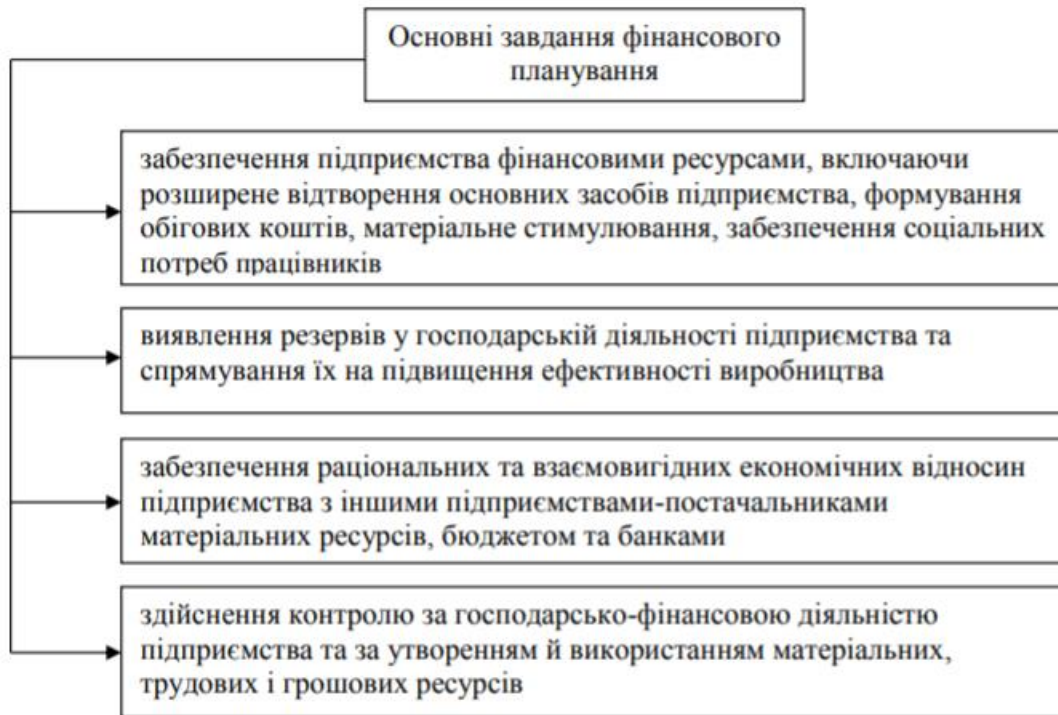 Основні завдання фінансового
планування
забезпечення підприємства фінансовими ресурсами, включаючи
розширене відтворення основних засобів підприємства, формування
обігових коштів, матеріальне стимулювання, забезпечення соціальних
потреб працівників
виявлення резервів у господарській діяльності підприємства та
спрямування їх на підвищення ефективності виробництва
забезпечення раціональних та взаємовигідних економічних відносин
підприємства з іншими підприємствами-постачальниками
матеріальних ресурсів, бюджетом та банками
здійснення контролю за господарсько-фінансовою діяльністю
підприємства та за утворенням й використанням матеріальних,
трудових і грошових ресурсів